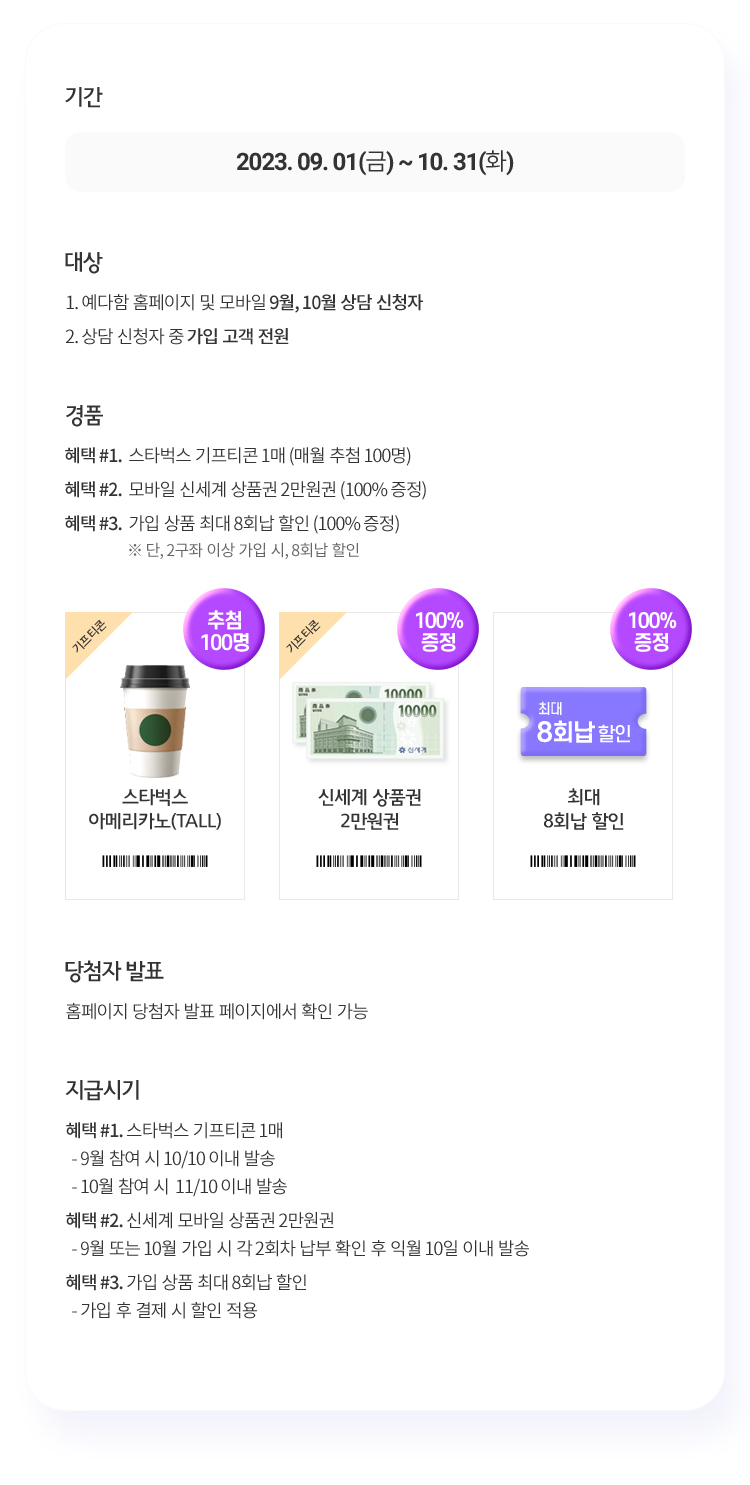 기간
2023. 09. 01(금) ~ 10. 31(화)
대상
1. 예다함 홈페이지 및 모바일 9월, 10월 상담 신청자
2. 상담 신청자 중 가입 고객 전원
경품
혜택 #1. 스타벅스 기프티콘 1매 (매월 추첨 100명)
혜택 #2. 모바일 신세계 상품권 2만원권 (100% 증정)
혜택 #3. 가입 상품 최대 8회납 할인 (100% 증정)
※ 단, 2구좌 이상 가입 시, 8회납 할인
기프티콘
추첨
100명
스타벅스
아메리카노(TALL)
기프티콘
100%
증정
商品券
10000
商品券
10000
신세계
신세계 상품권
2만원권
100%
증정
최대
8회납 할인
최대
8회납 할인
당첨자 발표
홈페이지 당첨자 발표 페이지에서 확인 가능
지급시기
혜택 #1. 스타벅스 기프티콘 1매
- 9월 참여 시 10/10 이내 발송
- 10월 참여 시 11/10 이내 발송
혜택 #2. 신세계 모바일 상품권 2만원권
- 9월 또는 10월 가입 시 각 2회차 납부 확인 후 익월 10일 이내 발송
혜택 #3. 가입 상품 최대 8회납 할인
- 가입 후 결제 시 할인 적용